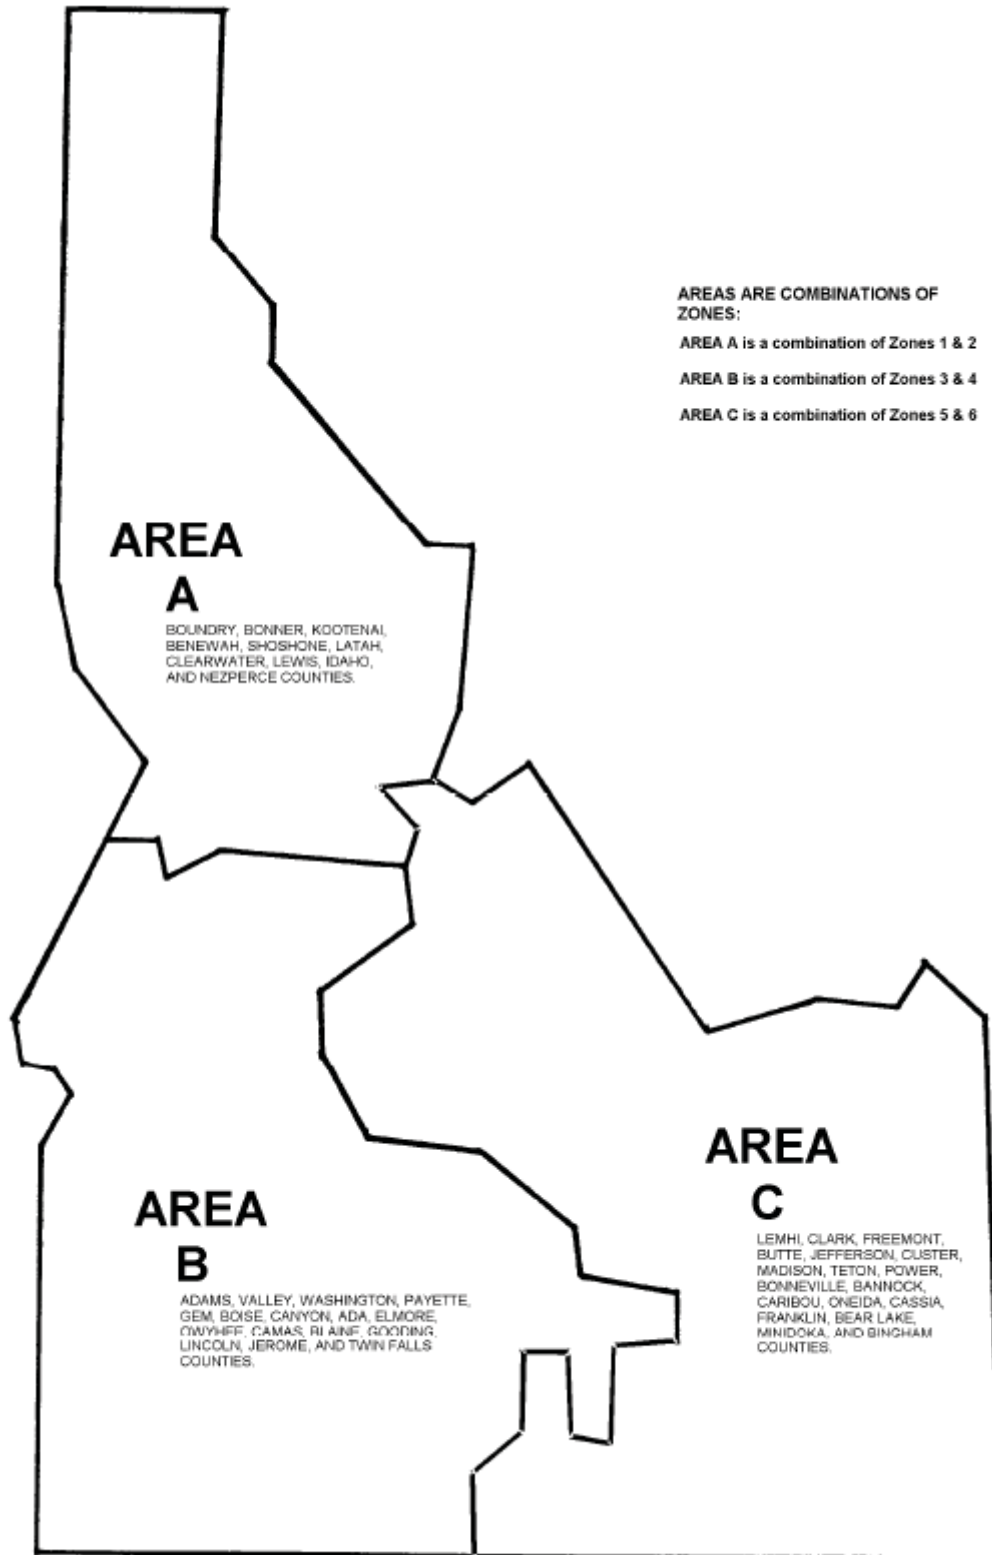 AREAS ARE COMBINATIONS OF
ZONES:
AREA A is a combination of Zones 1 & 2
AREA B is a combination of Zones 3 & 4
AREA C is a combination of Zones 5 & 6
AREA
A
BOUNDRY, BONNER, KOOTENAI,
BENEWAH, SHOSHONE, LATAH,
CLEARWATER, LEWIS, IDAHO,
AND NEZPERCE COUNTIES.
AREA
B
ADAMS, VALLEY, WASHINGTON, PAYETTE,
GEM, BOISE, CANYON, ADA, ELMORE,
OWYHEE, CAMAS, BLAINE, GOODING,
LINCOLN, JEROME, AND TWIN FALLS
COUNTIES.
AREA
C
LEMHI, CLARK, FREEMONT,
BUTTE, JEFFERSON, CUSTER,
MADISON, TETON, POWER,
BONNEVILLE, BANNOCK,
CARIBOU, ONEIDA, CASSIA,
FRANKLIN, BEAR LAKE,
MINIDOKA, AND BINGHAM
COUNTIES.